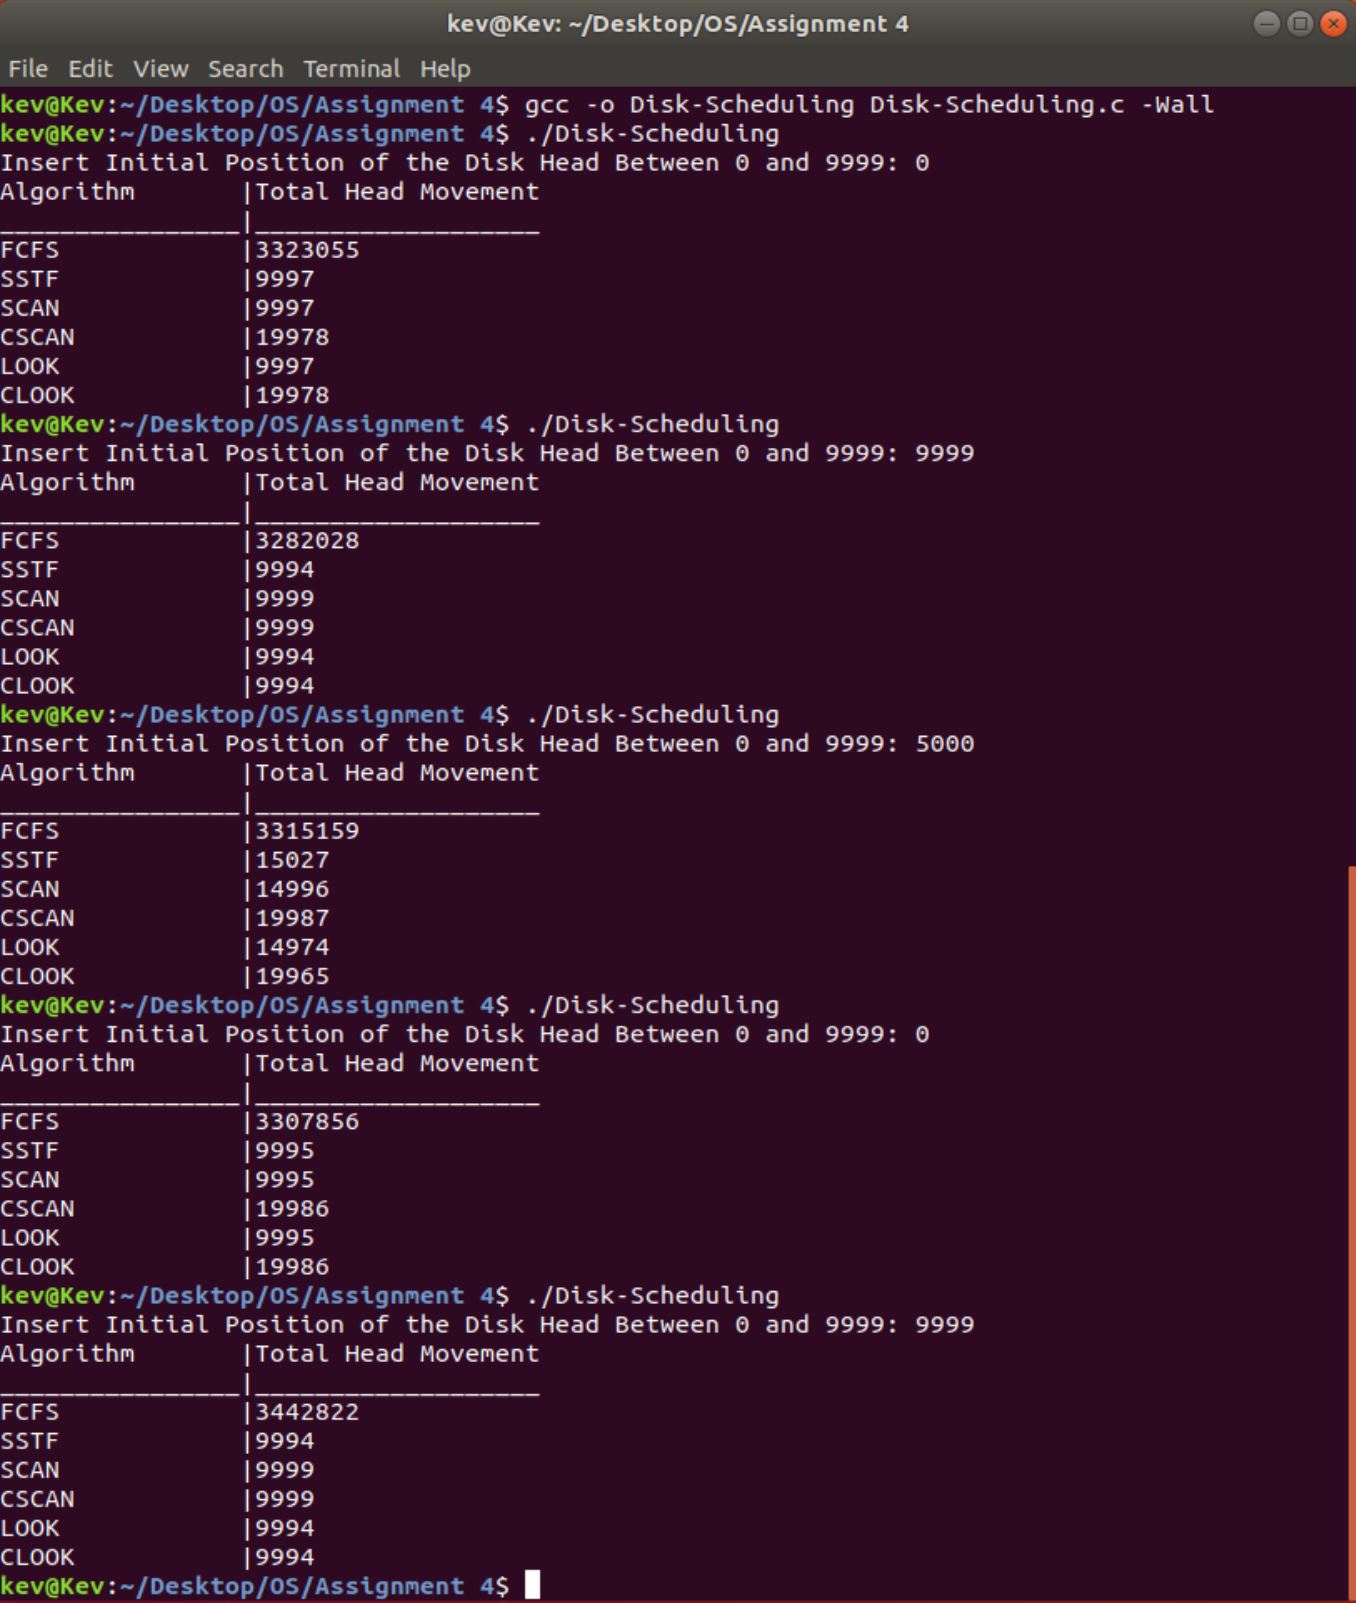 kev@Kev: ~/Desktop/OS/Assignment 4
File Edit View Search Terminal Help
kev@Kev:~/Desktop/OS/Assignment 4$ gcc -o Disk-Scheduling Disk-Scheduling.c -Wall
kev@Kev:~/Desktop/OS/Assignment 4$ ./Disk-Scheduling
Insert Initial Position of the Disk Head Between 0 and 9999: 0
Algorithm       |Total Head Movement
________________|___________________
FCFS            |3323055
SSTF            |9997
SCAN            |9997
CSCAN           |19978
LOOK            |9997
CLOOK           |19978
kev@Kev:~/Desktop/OS/Assignment 4$ ./Disk-Scheduling
Insert Initial Position of the Disk Head Between 0 and 9999: 9999
Algorithm       |Total Head Movement
________________|___________________
FCFS            |3282028
SSTF            |9994
SCAN            |9999
CSCAN           |9999
LOOK            |9994
CLOOK           |9994
kev@Kev:~/Desktop/OS/Assignment 4$ ./Disk-Scheduling
Insert Initial Position of the Disk Head Between 0 and 9999: 5000
Algorithm       |Total Head Movement
________________|___________________
FCFS            |3315159
SSTF            |15027
SCAN            |14996
CSCAN           |19987
LOOK            |14974
CLOOK           |19965
kev@Kev:~/Desktop/OS/Assignment 4$ ./Disk-Scheduling
Insert Initial Position of the Disk Head Between 0 and 9999: 0
Algorithm       |Total Head Movement
________________|___________________
FCFS            |3307856
SSTF            |9995
SCAN            |9995
CSCAN           |19986
LOOK            |9995
CLOOK           |19986
kev@Kev:~/Desktop/OS/Assignment 4$ ./Disk-Scheduling
Insert Initial Position of the Disk Head Between 0 and 9999: 9999
Algorithm       |Total Head Movement
________________|___________________
FCFS            |3442822
SSTF            |9994
SCAN            |9999
CSCAN           |9999
LOOK            |9994
CLOOK           |9994
kev@Kev:~/Desktop/OS/Assignment 4$